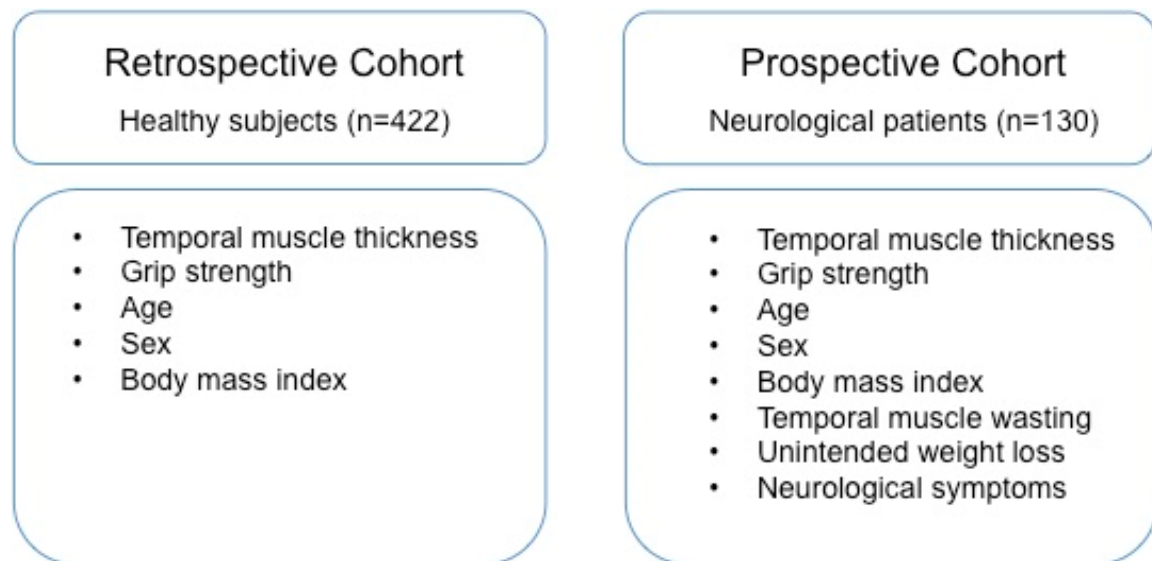 Retrospective Cohort
Healthy subjects (n=422)
• Temporal muscle thickness
• Grip strength
• Age
• Sex
• Body mass index
Prospective Cohort
Neurological patients (n=130)
• Temporal muscle thickness
• Grip strength
• Age
• Sex
• Body mass index
• Temporal muscle wasting
• Unintended weight loss
• Neurological symptoms